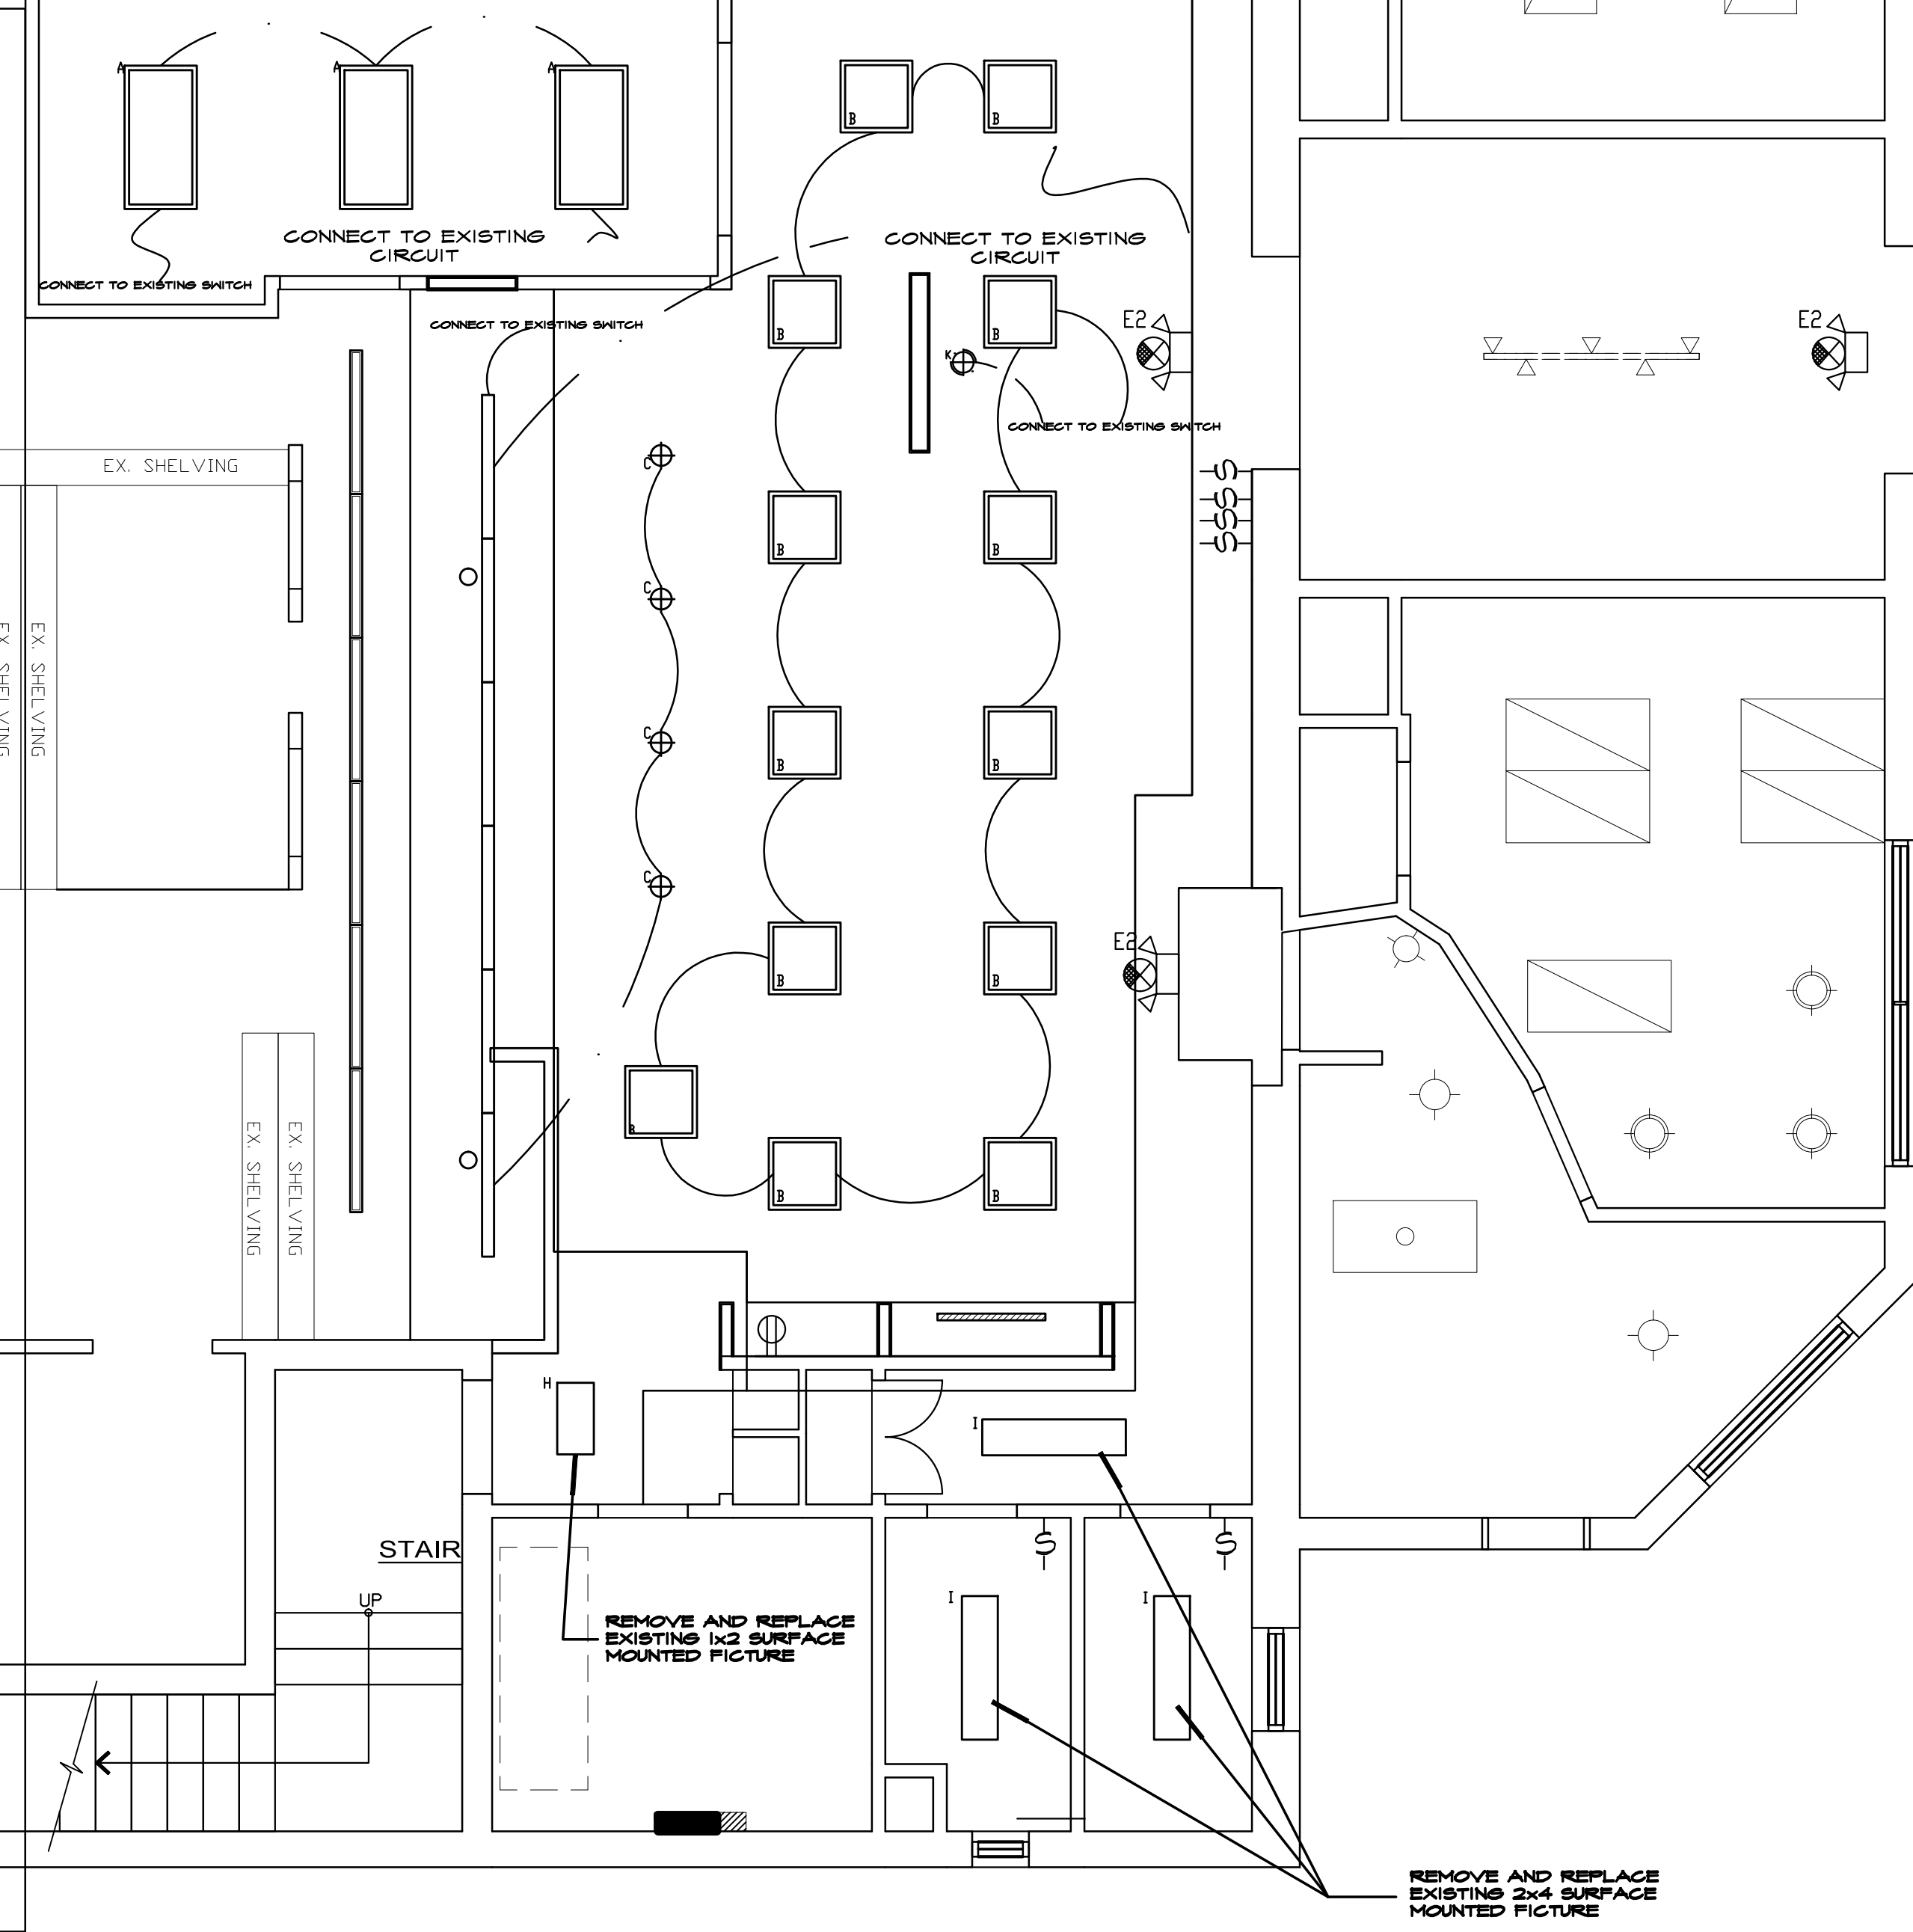 A
A
A
B
B
CONNECT TO EXISTING
CIRCUIT
CONNECT TO EXISTING
CIRCUIT
CONNECT TO EXISTING SWITCH
CONNECT TO EXISTING SWITCH
B
B
E2
E2
K
CONNECT TO EXISTING SWITCH
EX. SHELVING
C
S
S
S
S
B
B
C
EX. SHELVING
EX. SHELVING
C
B
B
C
E2
B
B
B
EX. SHELVING
EX. SHELVING
B
B
H
I
STAIR
S
S
UP
I
I
REMOVE AND REPLACE
EXISTING 1x2 SURFACE
MOUNTED FICTURE
REMOVE AND REPLACE
EXISTING 2x4 SURFACE
MOUNTED FICTURE